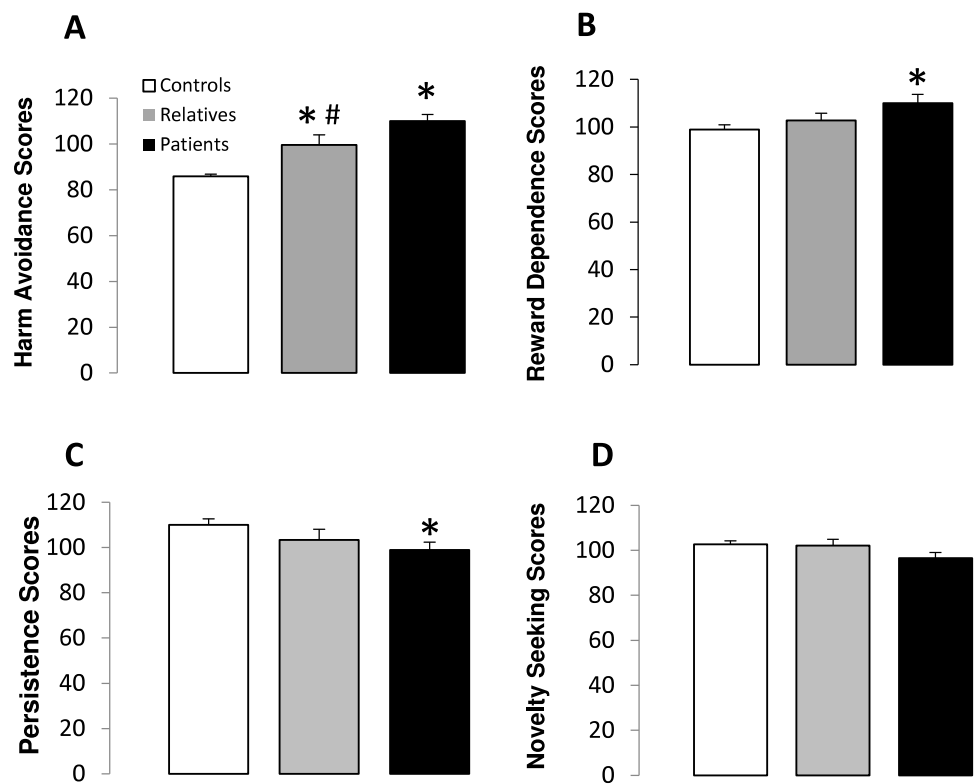 A
Harm Avoidance Scores
120
100
80
60
40
20
0
Controls
Relatives
Patients
* #
*
B
Reward Dependence Scores
120
100
80
60
40
20
0
*
C
Persistence Scores
120
100
80
60
40
20
0
*
D
Novelty Seeking Scores
120
100
80
60
40
20
0